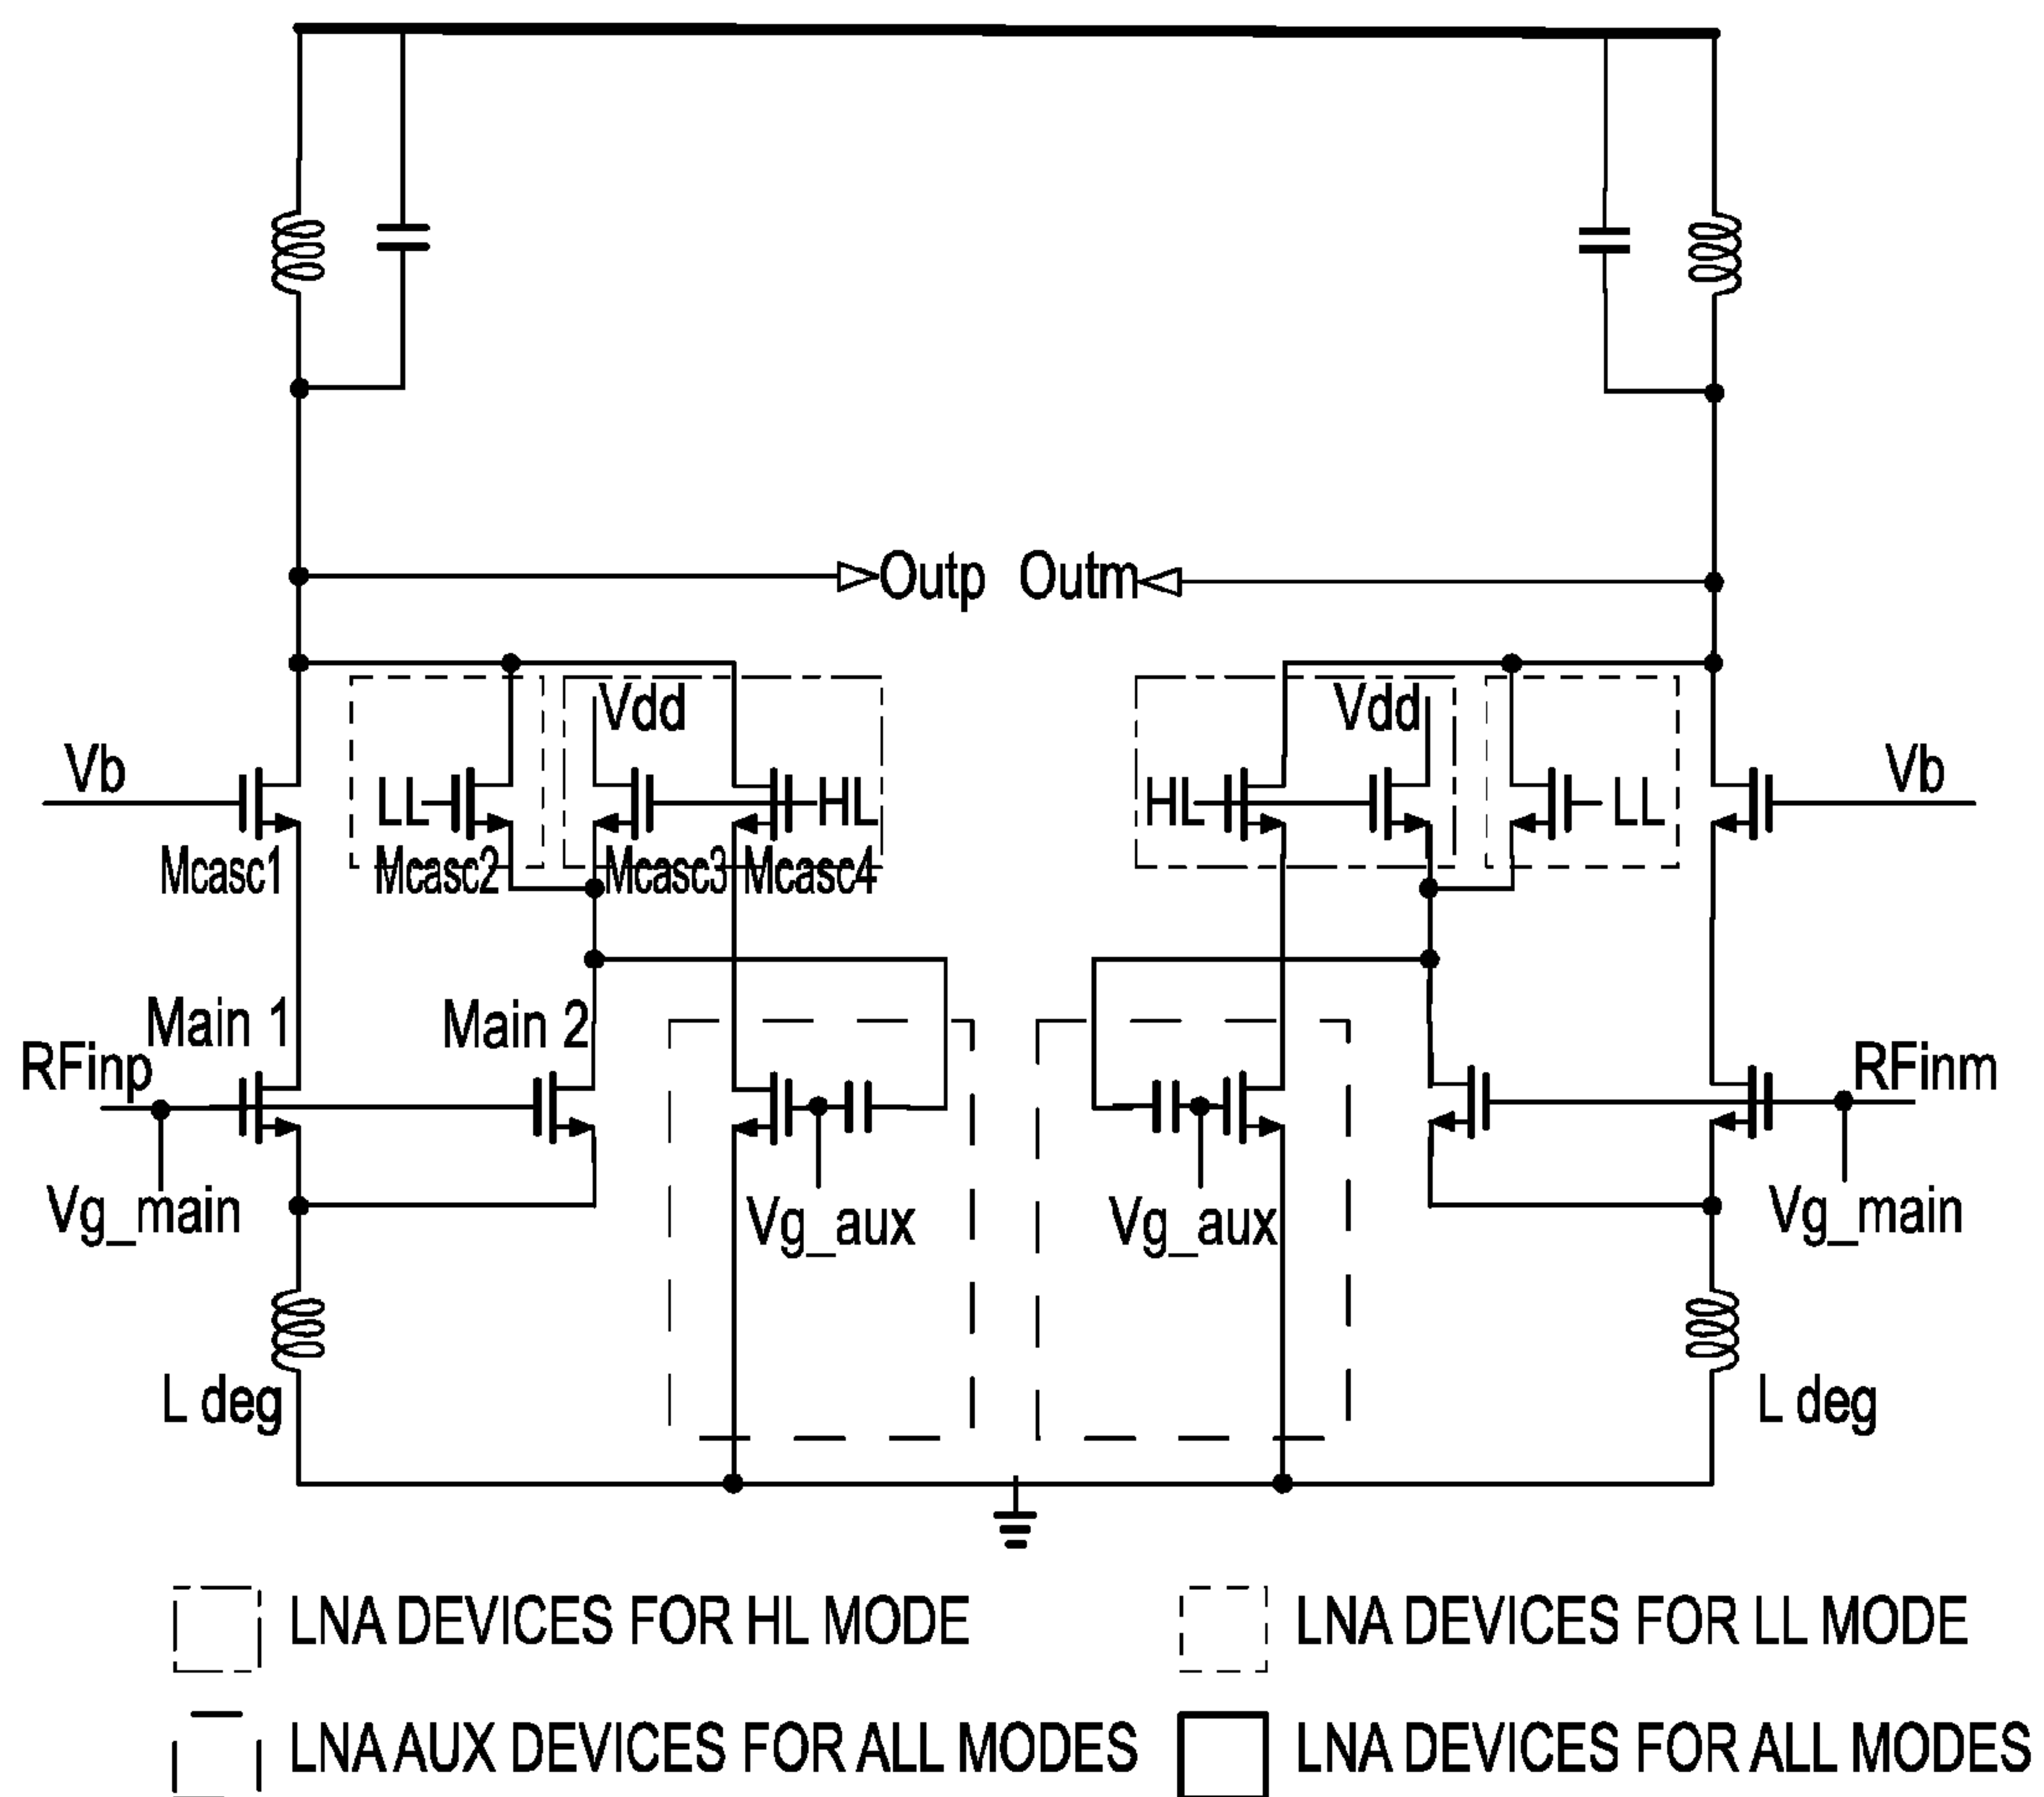 Outp Outm
Vdd Vdd
Vb LL HL HL LL Vb
Mcasc1 Mcasc2 Mcasc3 Mcasc4
Main 1 Main 2
RFinp RFinm
Vg_main Vg_aux Vg_aux Vg_main
L deg L deg
LNA DEVICES FOR HL MODE LNA DEVICES FOR LL MODE
LNA AUX DEVICES FOR ALL MODES LNA DEVICES FOR ALL MODES